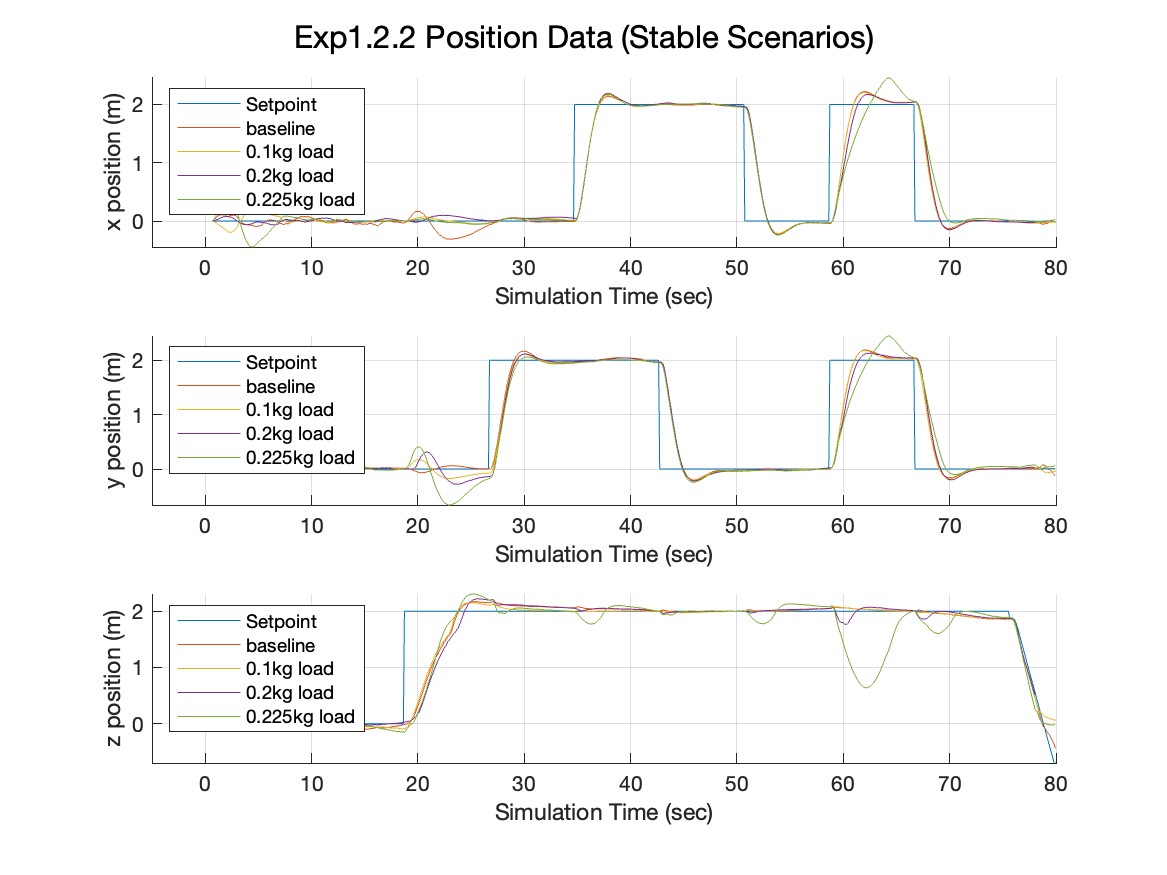 Exp1.2.2 Position Data (Stable Scenarios)
x position (m)
2
1
0
Setpoint
baseline
0.1kg load
0.2kg load
0.225kg load
0 10 20 30 40 50 60 70 80
Simulation Time (sec)
y position (m)
2
1
0
Setpoint
baseline
0.1kg load
0.2kg load
0.225kg load
0 10 20 30 40 50 60 70 80
Simulation Time (sec)
z position (m)
2
1
0
Setpoint
baseline
0.1kg load
0.2kg load
0.225kg load
0 10 20 30 40 50 60 70 80
Simulation Time (sec)